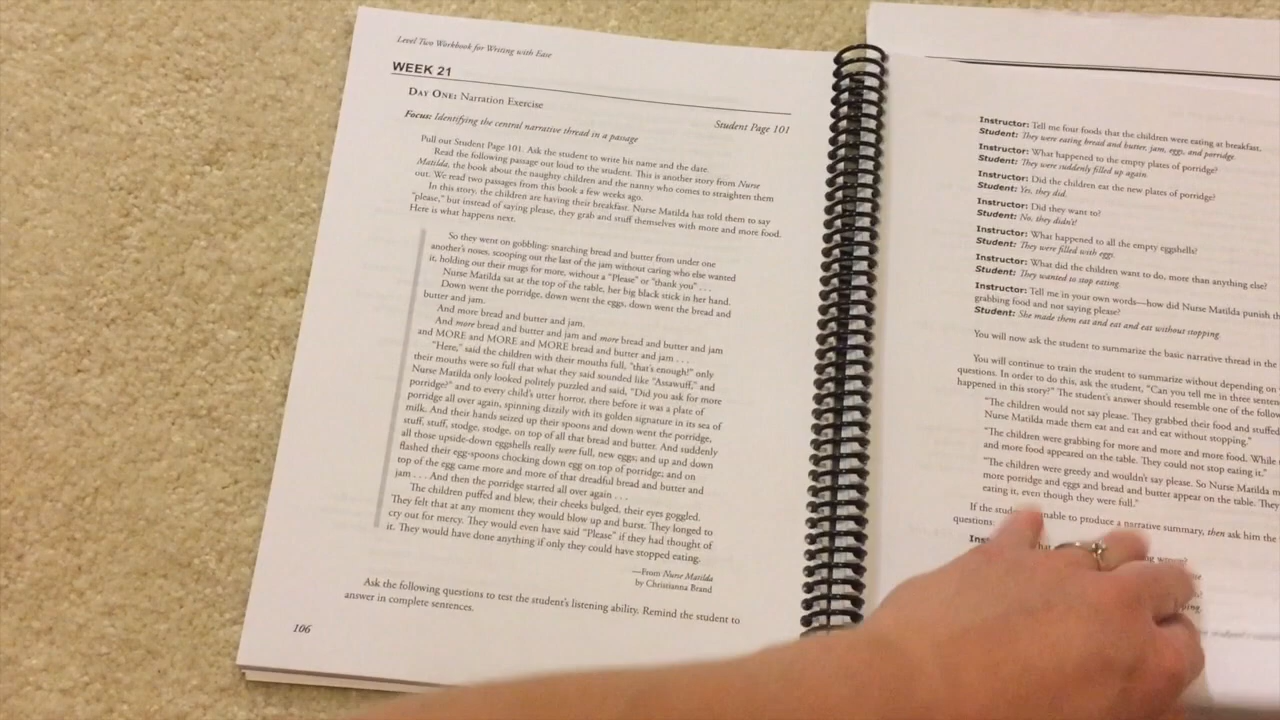 Level Two Workbook for Writing with Ease
WEEK 21
DAY ONE: Narration Exercise
Focus: Identifying the central narrative thread in a passage
Student Page 101
Pull out Student Page 101. Ask the student to write his name and the date.
Read the following passage out loud to the student. This is another story from Nurse
Matilda, the book about the naughty children and the nanny who comes to straighten them
out. We read two passages from this book a few weeks ago.
In this story, the children are having their breakfast. Nurse Matilda has told them to say
"please," but instead of saying please, they grab and stuff themselves with more and more food.
Here is what happens next.
So they went on gobbling: snarching bread and butter from under one
another's noses, scooping out the last of the jam without caring who else wanted
it, holding out their mugs for more, without a "Please" or "thank you" . . .
Nurse Matilda sat at the top of the table, her big black stick in her hand.
Down went the porridge, down went the eggs, down went the bread and
butter and jam.
And more bread and butter and jam.
And more bread and butter and jam and more bread and butter and jam
and MORE and MORE and MORE bread and butter and jam . . .
"Here," said the children with their mouths full, "that's enough!" only
their mouths were so full that what they said sounded like "Assawuff," and
Nurse Matilda only looked politely puzzled and said, "Did you ask for more
porridge?" and to every child's utter horror, there before it was a plate of
porridge all over again, spinning dizzily with its golden signature in its sea of
milk. And their hands seized up their spoons and down went the porridge,
stuff, stuff, stodge, stodge, on top of all that bread and butter. And suddenly
all those upside-down eggshells really were full, new eggs; and up and down
flashed their egg-spoons chocking down egg on top of porridge; and on
top of the egg came more and more of that dreadful bread and butter and
jam . . . And then the porridge started all over again . . .
The children puffed and blew, their cheeks bulged, their eyes goggled.
They felt that at any moment they would blow up and burst. They longed to
cry out for mercy. They would even have said "Please" if they had thought of
it. They would have done anything if only they could have stopped eating.
—From Nurse Matilda
by Christianna Brand
Ask the following questions to test the student's listening ability. Remind the student to
answer in complete sentences.
106
Instructor: Tell me four foods that the children were eating at breakfast.
Student: They were eating bread and butter, jam, eggs, and porridge.
Instructor: What happened to the empty plates of porridge?
Student: They were suddenly filled up again.
Instructor: Did the children eat the new plates of porridge?
Student: Yes, they did.
Instructor: Did they want to?
Student: No, they didn't!
Instructor: What happened to all the empty eggshells?
Student: They were filled with eggs.
Instructor: What did the children want to do, more than anything else?
Student: They wanted to stop eating.
Instructor: Tell me in your own words—how did Nurse Matilda punish the
grabbing food and not saying please?
Student: She made them eat and eat and eat without stopping.
You will now ask the student to summarize the basic narrative thread in the
You will continue to train the student to summarize without depending on
questions. In order to do this, ask the student, "Can you tell me in three
happened in this story?" The student's answer should resemble one of the
"The children would not say please. They grabbed their food and stuffed
Nurse Matilda made them eat and eat and eat without stopping."
"The children were grabbing for more and more and more food. While
and more food appeared on the table. They could not stop eating it."
"The children were greedy and wouldn't say please. So Nurse Matilda
more porridge and eggs and bread and butter appear on the table. They
eating it, even though they were full."
If the unable to produce a narrative summary, then ask him the
questions: